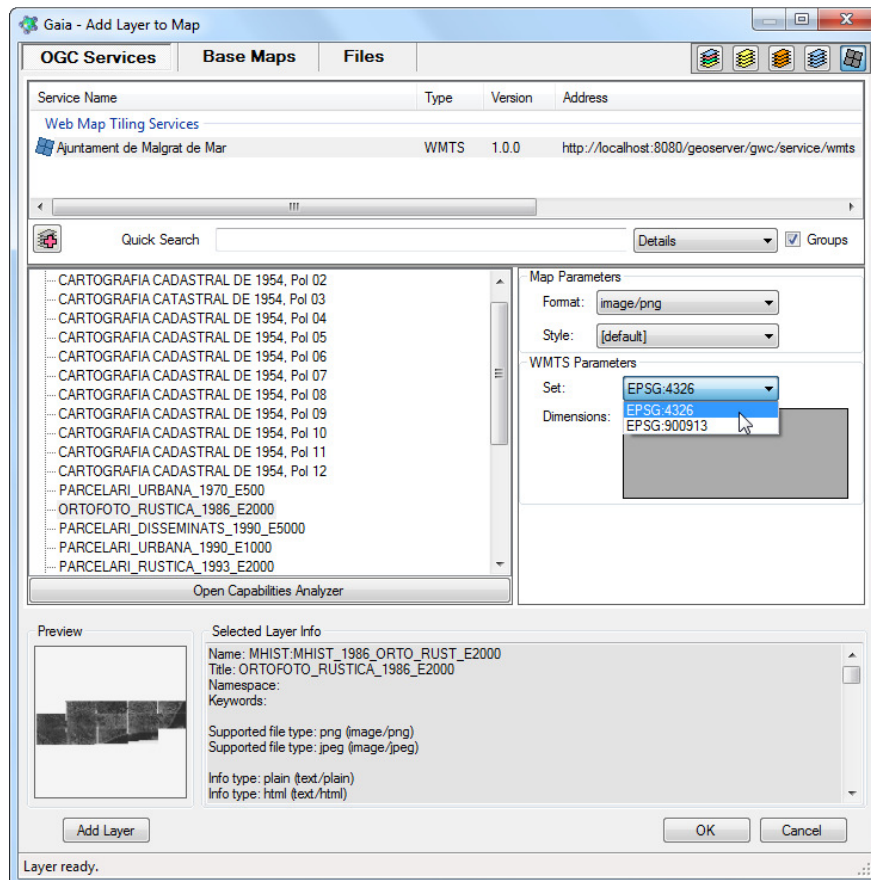 Gaia - Add Layer to Map
OGC Services Base Maps Files
Service Name Type Version Address
Web Map Tiling Services
Ajuntament de Malgrat de Mar WMTS 1.0.0 http://localhost:8080/geoserver/gwc/service/wmts
Quick Search Details Groups
CARTOGRAFIA CADASTRAL DE 1954, Pol 02
CARTOGRAFIA CATASTRAL DE 1954, Pol 03
CARTOGRAFIA CADASTRAL DE 1954, Pol 04
CARTOGRAFIA CADASTRAL DE 1954, Pol 05
CARTOGRAFIA CADASTRAL DE 1954, Pol 06
CARTOGRAFIA CADASTRAL DE 1954, Pol 07
CARTOGRAFIA CADASTRAL DE 1954, Pol 08
CARTOGRAFIA CADASTRAL DE 1954, Pol 09
CARTOGRAFIA CADASTRAL DE 1954, Pol 10
CARTOGRAFIA CADASTRAL DE 1954, Pol 11
CARTOGRAFIA CADASTRAL DE 1954, Pol 12
PARCELARI_URBANA_1970_E500
ORTOFOTO_RUSTICA_1986_E2000
PARCELARI_DISSEMINATS_1990_E5000
PARCELARI_URBANA_1990_E1000
PARCELARI_RUSTICA_1993_E2000
Open Capabilities Analyzer
Map Parameters
Format: image/png
Style: [default]
WMTS Parameters
Set: EPSG:4326
EPSG:4326
Dimensions: EPSG:900913
Preview
Selected Layer Info
Name: MHIST:MHIST_1986_ORTO_RUST_E2000
Title: ORTOFOTO_RUSTICA_1986_E2000
Namespace:
Keywords:
Supported file type: png (image/png)
Supported file type: jpeg (image/jpeg)
Info type: plain (text/plain)
Info type: html (text/html)
Add Layer OK Cancel
Layer ready.